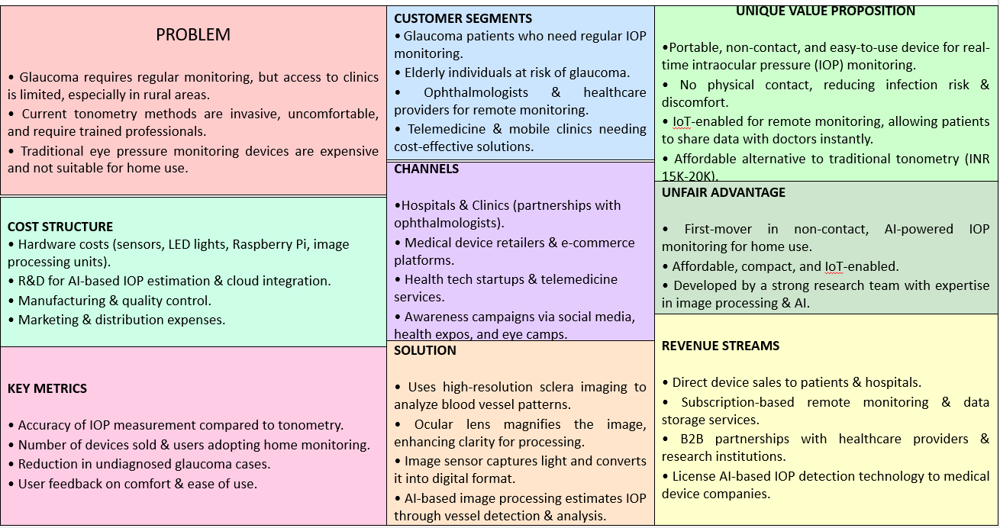 PROBLEM
• Glaucoma requires regular monitoring, but access to clinics
is limited, especially in rural areas.
• Current tonometry methods are invasive, uncomfortable,
and require trained professionals.
• Traditional eye pressure monitoring devices are expensive
and not suitable for home use.
COST STRUCTURE
• Hardware costs (sensors, LED lights, Raspberry Pi, image
processing units).
• R&D for AI-based IOP estimation & cloud integration.
• Manufacturing & quality control.
• Marketing & distribution expenses.
KEY METRICS
• Accuracy of IOP measurement compared to tonometry.
• Number of devices sold & users adopting home monitoring.
• Reduction in undiagnosed glaucoma cases.
• User feedback on comfort & ease of use.
CUSTOMER SEGMENTS
• Glaucoma patients who need regular IOP
monitoring.
• Elderly individuals at risk of glaucoma.
• Ophthalmologists & healthcare
providers for remote monitoring.
• Telemedicine & mobile clinics needing
cost-effective solutions.
CHANNELS
•Hospitals & Clinics (partnerships with
ophthalmologists).
• Medical device retailers & e-commerce
platforms.
• Health tech startups & telemedicine
services.
• Awareness campaigns via social media,
health expos, and eye camps.
SOLUTION
• Uses high-resolution sclera imaging to
analyze blood vessel patterns.
• Ocular lens magnifies the image,
enhancing clarity for processing.
• Image sensor captures light and converts
it into digital format.
• AI-based image processing estimates IOP
through vessel detection & analysis.
UNIQUE VALUE PROPOSITION
•Portable, non-contact, and easy-to-use device for real-
time intraocular pressure (IOP) monitoring.
• No physical contact, reducing infection risk &
discomfort.
• IoT-enabled for remote monitoring, allowing patients
to share data with doctors instantly.
• Affordable alternative to traditional tonometry (INR
15K-20K).
UNFAIR ADVANTAGE
• First-mover in non-contact, AI-powered IOP
monitoring for home use.
• Affordable, compact, and IoT-enabled.
• Developed by a strong research team with expertise
in image processing & AI.
REVENUE STREAMS
• Direct device sales to patients & hospitals.
• Subscription-based remote monitoring & data
storage services.
• B2B partnerships with healthcare providers &
research institutions.
• License AI-based IOP detection technology to medical
device companies.